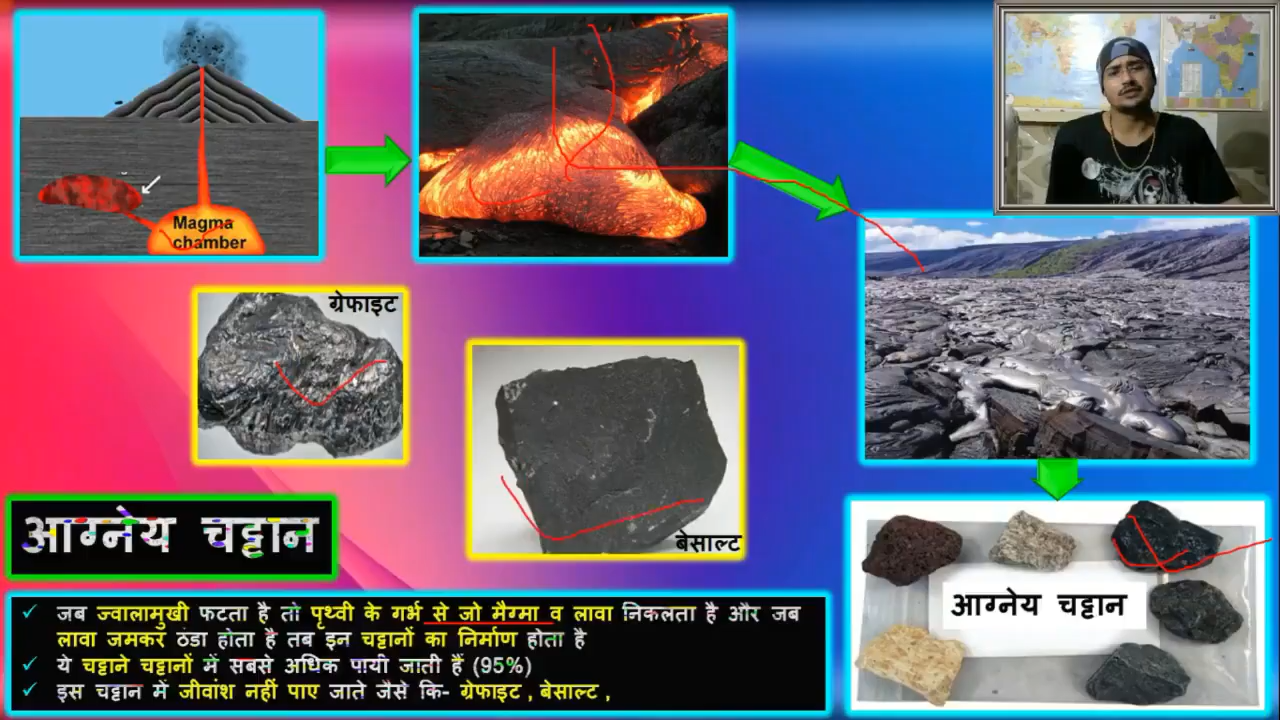 Magma
chamber
ग्रेफाइट
बेसाल्ट
आग्नेय चट्टान
आग्नेय चट्टान
जब ज्वालामुखी फटता है तो पृथ्वी के गर्भ से जो मैग्मा व लावा निकलता है और जब
लावा जमकर ठंडा होता है तब इन चट्टानों का निर्माण होता है
ये चट्टाने चट्टानों में सबसे अधिक पायी जाती हैं (95%)
इस चट्टान में जीवांश नहीं पाए जाते जैसे कि- ग्रेफाइट , बेसाल्ट ,